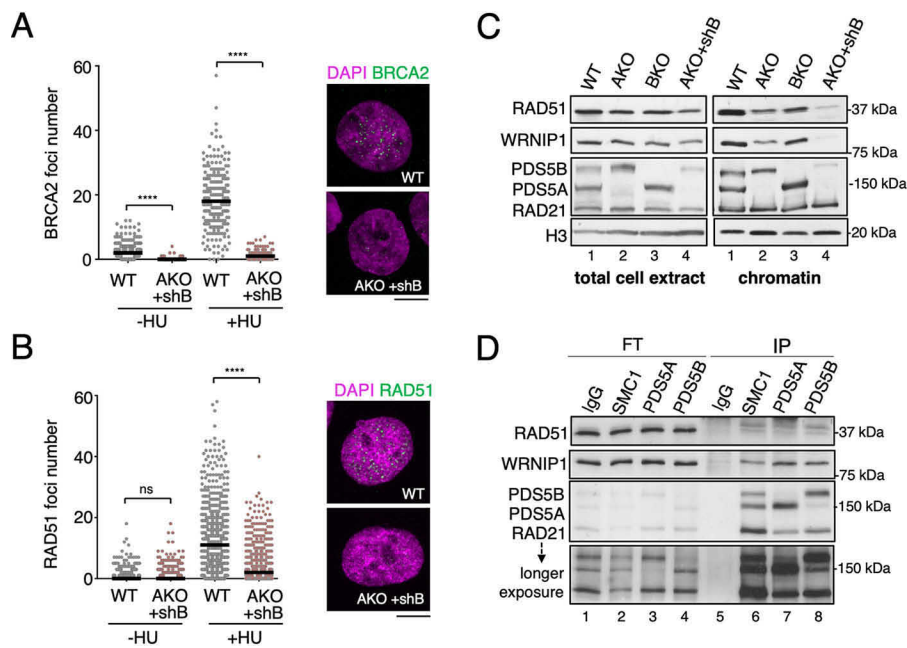 A
BRCA2 foci number
60
40
20
0
****
****
WT
AKO
+shB
WT
AKO
+shB
-HU
+HU
DAPI BRCA2
WT
AKO +shB
B
RAD51 foci number
60
40
20
0
ns
****
WT
AKO
+shB
WT
AKO
+shB
-HU
+HU
DAPI RAD51
WT
AKO +shB
C
WT AKO BKO AKO+shB WT AKO BKO AKO+shB
RAD51 -37 kDa
WRNIP1
75 kDa
PDS5B
PDS5A -150 kDa
RAD21
H3 -20 kDa
1 2 3 4 1 2 3 4
total cell extract chromatin
D
FT IP
IgG SMC1 PDS5A PDS5B IgG SMC1 PDS5A PDS5B
RAD51 -37 kDa
WRNIP1
75 kDa
PDS5B
PDS5A 150 kDa
RAD21
longer -150 kDa
exposure
1 2 3 4 5 6 7 8